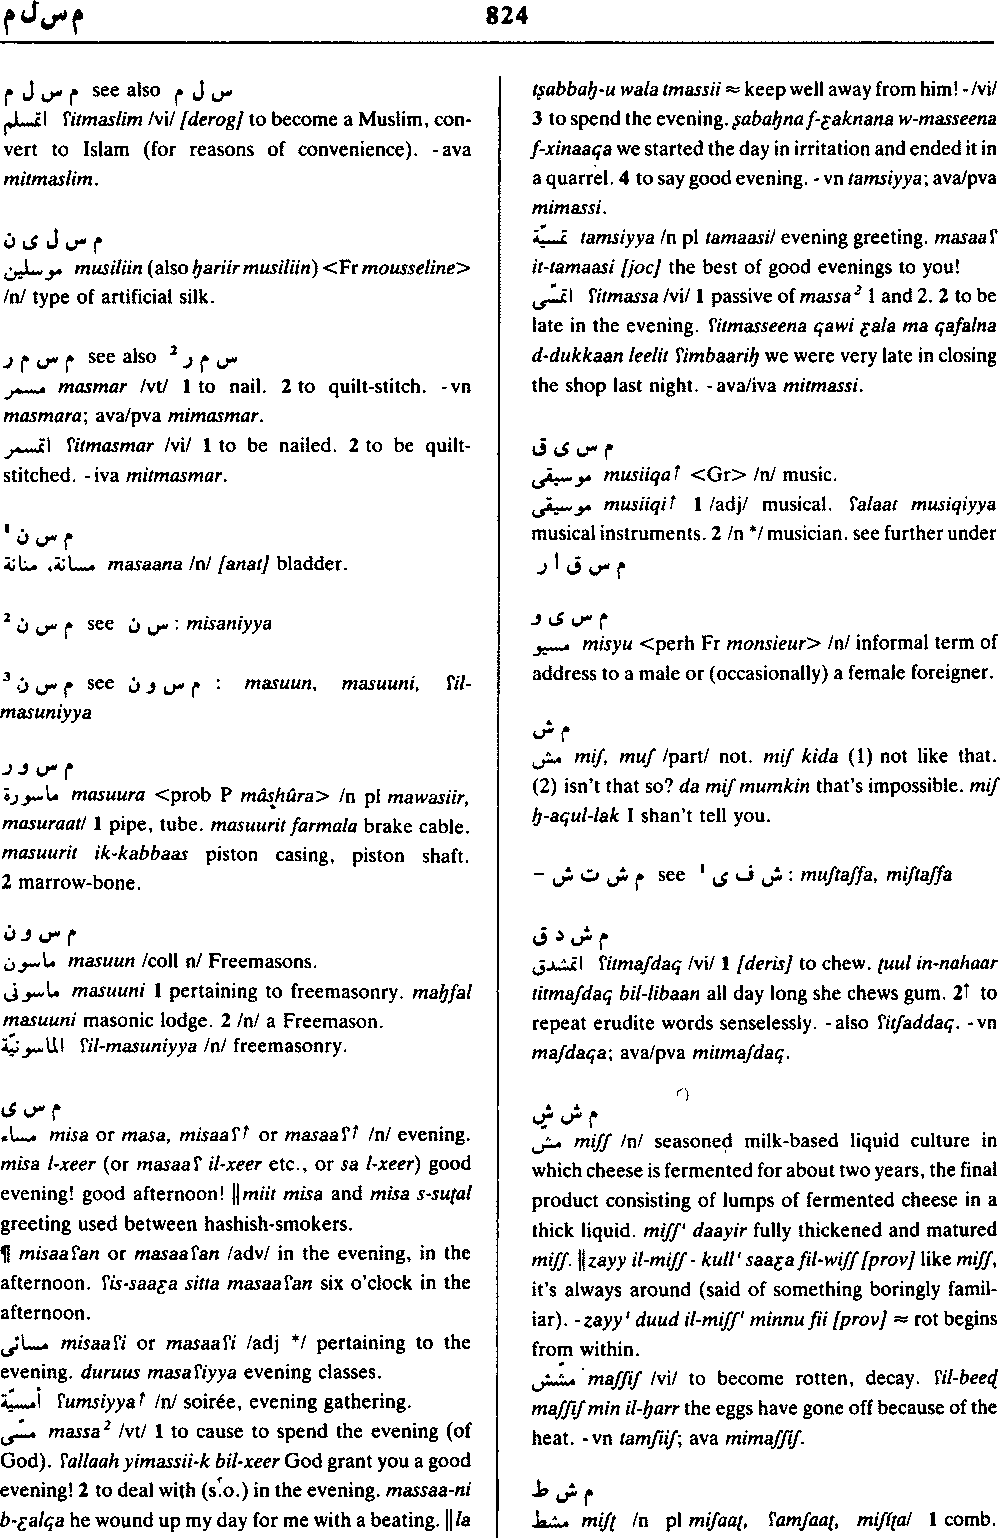 م س ل م
824
م س ل م see also س ل م
اتمسلم ʕitmaslim /vi/ [derog] to become a Muslim, con-
vert to Islam (for reasons of convenience). -ava
mitmaslim.
م س ل ى ن
موسلين musiliin (also ḥariir musiliin) <Fr mousseline>
/n/ type of artificial silk.
م س م ر see also ² س م ر
مسمر masmar /vt/ 1 to nail. 2 to quilt-stitch. -vn
masmara; ava/pva mimasmar.
اتمسمر ʕitmasmar /vi/ 1 to be nailed. 2 to be quilt-
stitched. -iva mitmasmar.
م س ن ¹
مسانة، مثانة masaana /n/ [anat] bladder.
م س ن ² see س ن : misaniyya
م س ن ³ see م س و ن : masuun, masuuni, ʕil-
masuniyya
م س و ر
ماسورة masuura <prob P mâṣhûra> /n pl mawasiir,
masuraat/ 1 pipe, tube. masuurit farmala brake cable.
masuurit ik-kabbaas piston casing, piston shaft.
2 marrow-bone.
م س و ن
ماسون masuun /coll n/ Freemasons.
ماسونى masuuni 1 pertaining to freemasonry. maḥfal
masuuni masonic lodge. 2 /n/ a Freemason.
الماسونيّة ʕil-masuniyya /n/ freemasonry.
م س ى
مساء misa or masa, misaaʕ↑ or masaaʕ↑ /n/ evening.
misa l-xeer (or masaaʕ il-xeer etc., or sa l-xeer) good
evening! good afternoon! ‖miit misa and misa s-suṭal
greeting used between hashish-smokers.
¶ misaaʕan or masaaʕan /adv/ in the evening, in the
afternoon. ʕis-saaƹa sitta masaaʕan six o'clock in the
afternoon.
مسائى misaaʕi or masaaʕi /adj */ pertaining to the
evening. duruus masaʕiyya evening classes.
أمسيّة ʕumsiyya↑ /n/ soirée, evening gathering.
مسّى massa² /vt/ 1 to cause to spend the evening (of
God). ʕallaah yimassii-k bil-xeer God grant you a good
evening! 2 to deal with (s.o.) in the evening. massaa-ni
b-ƹalqa he wound up my day for me with a beating. ‖la
tṣabbaḥ-u wala tmassii ≈ keep well away from him! -/vi/
3 to spend the evening. ṣabaḥna f-ƹaknana w-masseena
f-xinaaqa we started the day in irritation and ended it in
a quarrel. 4 to say good evening. -vn tamsiyya; ava/pva
mimassi.
تمسيّة tamsiyya /n pl tamaasi/ evening greeting. masaaʕ
it-tamaasi [joc] the best of good evenings to you!
اتمسّى ʕitmassa /vi/ 1 passive of massa² 1 and 2. 2 to be
late in the evening. ʕitmasseena qawi ƹala ma qafalna
d-dukkaan leelit ʕimbaariḥ we were very late in closing
the shop last night. -ava/iva mitmassi.
م س ى ق
موسيقى musiiqa↑ <Gr> /n/ music.
موسيقى musiiqi↑ 1 /adj/ musical. ʕalaat musiqiyya
musical instruments. 2 /n */ musician. see further under
م س ق ا ر
م س ى و
مسيو misyu <perh Fr monsieur> /n/ informal term of
address to a male or (occasionally) a female foreigner.
م ش
مش miʃ, muʃ /part/ not. miʃ kida (1) not like that.
(2) isn't that so? da miʃ mumkin that's impossible. miʃ
ḥ-aqul-lak I shan't tell you.
– م ش ت ش see ش ف ى ¹ : muʃtaʃʃa, miʃtaʃʃa
م ش د ق
اتمشدق ʕitmaʃdaq /vi/ 1 [deris] to chew. ṭuul in-nahaar
titmaʃdaq bil-libaan all day long she chews gum. 2↑ to
repeat erudite words senselessly. -also ʕitʃaddaq. -vn
maʃdaqa; ava/pva mitmaʃdaq.
م ش ش
مش miʃʃ /n/ seasoned milk-based liquid culture in
which cheese is fermented for about two years, the final
product consisting of lumps of fermented cheese in a
thick liquid. miʃʃ' daayir fully thickened and matured
miʃʃ. ‖zayy il-miʃʃ - kull' saaƹa fil-wiʃʃ [prov] like miʃʃ,
it's always around (said of something boringly famil-
iar). -zayy' duud il-miʃʃ' minnu fii [prov] ≈ rot begins
from within.
مشّش maʃʃiʃ /vi/ to become rotten, decay. ʕil-beeḍ
maʃʃiʃ min il-ḥarr the eggs have gone off because of the
heat. -vn tamʃiiʃ; ava mimaʃʃiʃ.
م ش ط
مشط miʃṭ /n pl miʃaaṭ, ʕamʃaaṭ, miʃṭṭa/ 1 comb.